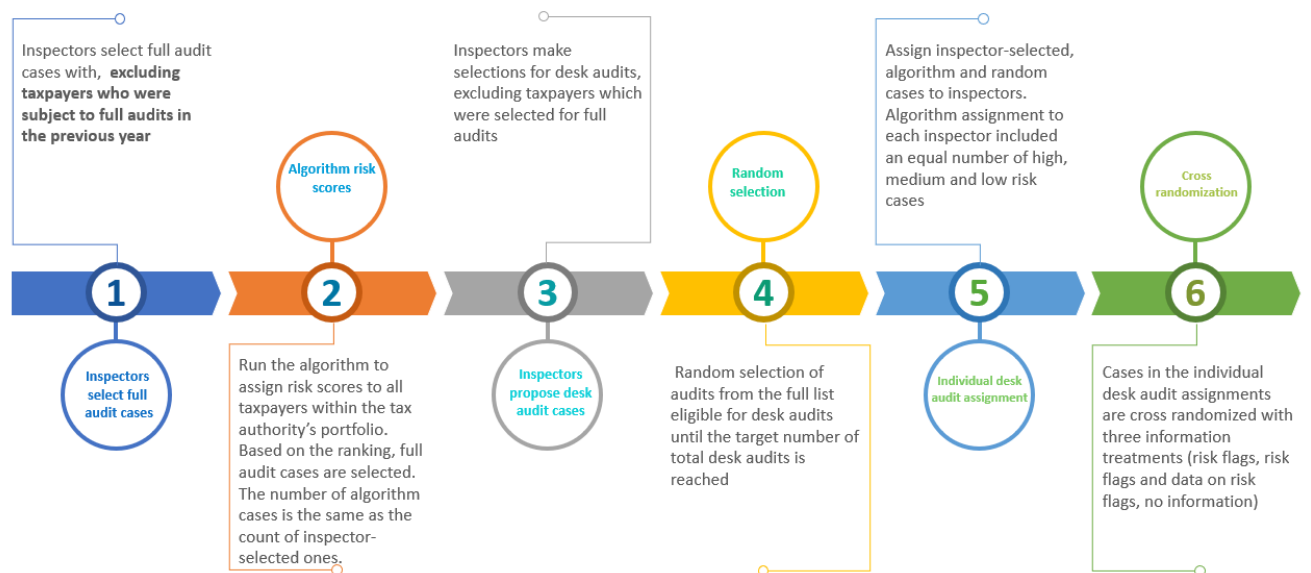 Inspectors select full audit
cases with, excluding
taxpayers who were
subject to full audits in
the previous year
1
Inspectors
select full
audit cases
Algorithm risk
scores
2
Run the algorithm to
assign risk scores to all
taxpayers within the tax
authority’s portfolio.
Based on the ranking, full
audit cases are selected.
The number of algorithm
cases is the same as the
count of inspector-
selected ones.
Inspectors make
selections for desk audits,
excluding taxpayers which
were selected for full
audits
3
Inspectors
propose desk
audit cases
Random
selection
4
Random selection of
audits from the full list
eligible for desk audits
until the target number of
total desk audits is
reached
Assign inspector-selected,
algorithm and random
cases to inspectors.
Algorithm assignment to
each inspector included
an equal number of high,
medium and low risk
cases
5
Individual desk
audit assignment
Cross
randomization
6
Cases in the individual
desk audit assignments
are cross randomized with
three information
treatments (risk flags, risk
flags and data on risk
flags, no information)